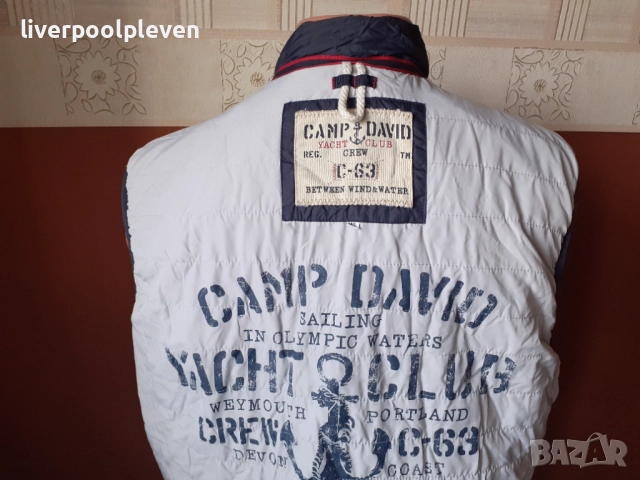 liverpoolpleven
CAMP DAVID
YACHT CLUB
REG. CREW TM
C-63
BETWEEN WIND&WATER
CAMP DAVID
SAILING
IN OLYMPIC WATERS
YACHT CLUB
WEYMOUTH PORTLAND
CREW C-63
DEVON COAST
BAZAR